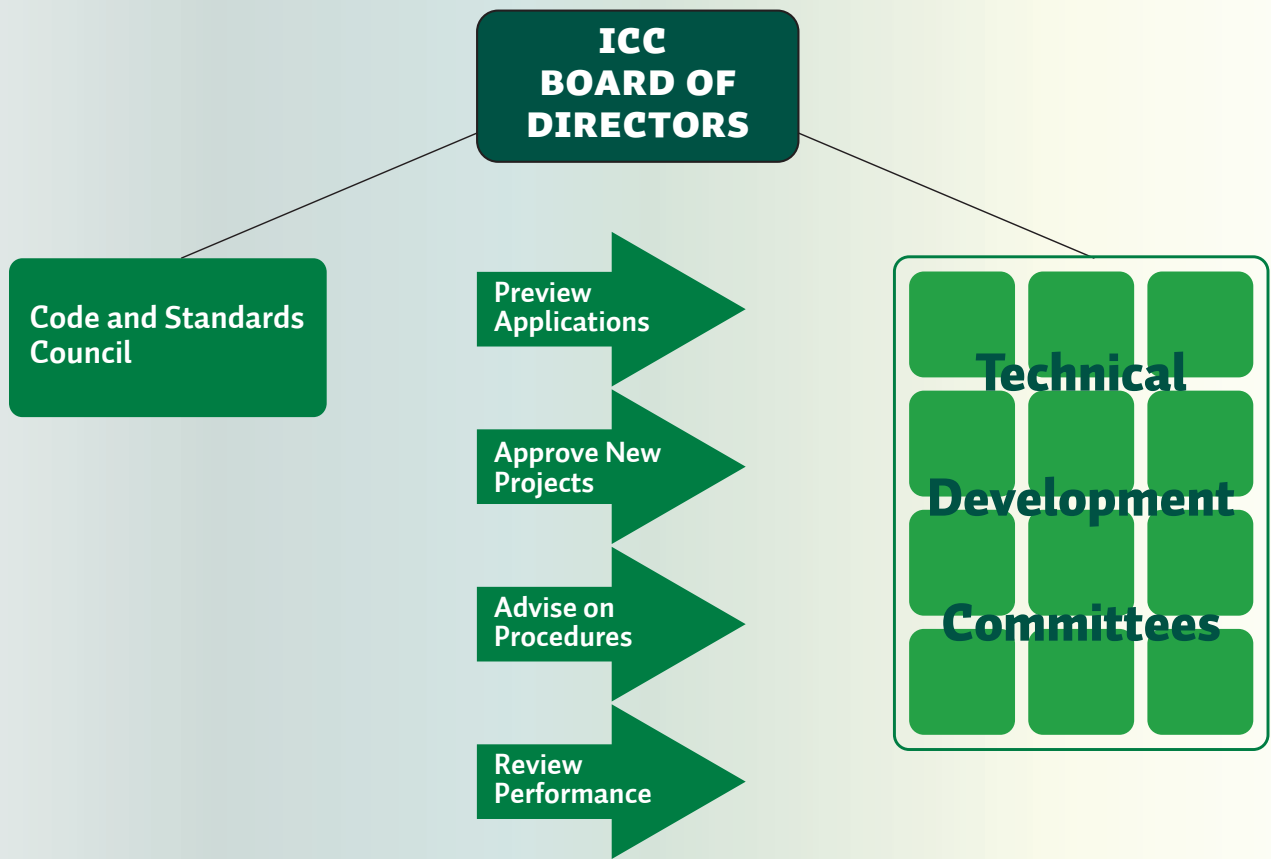 ICC
BOARD OF
DIRECTORS
Code and Standards
Council
Preview
Applications
Approve New
Projects
Advise on
Procedures
Review
Performance
Technical
Development
Committees